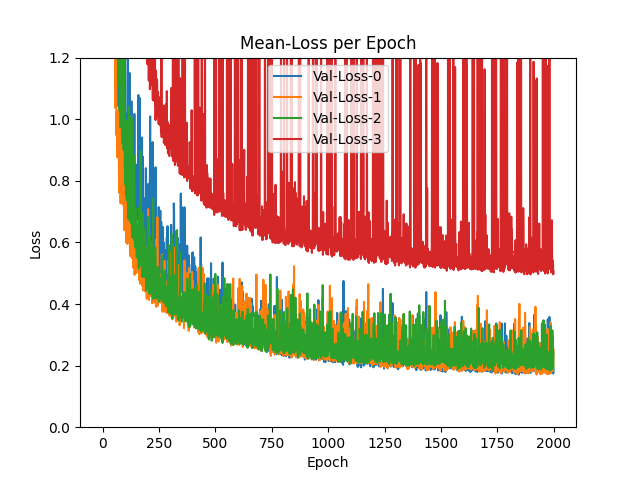 Mean-Loss per Epoch
1.2
1.0
0.8
0.6
0.4
0.2
0.0
Loss
Val-Loss-0
Val-Loss-1
Val-Loss-2
Val-Loss-3
0 250 500 750 1000 1250 1500 1750 2000
Epoch